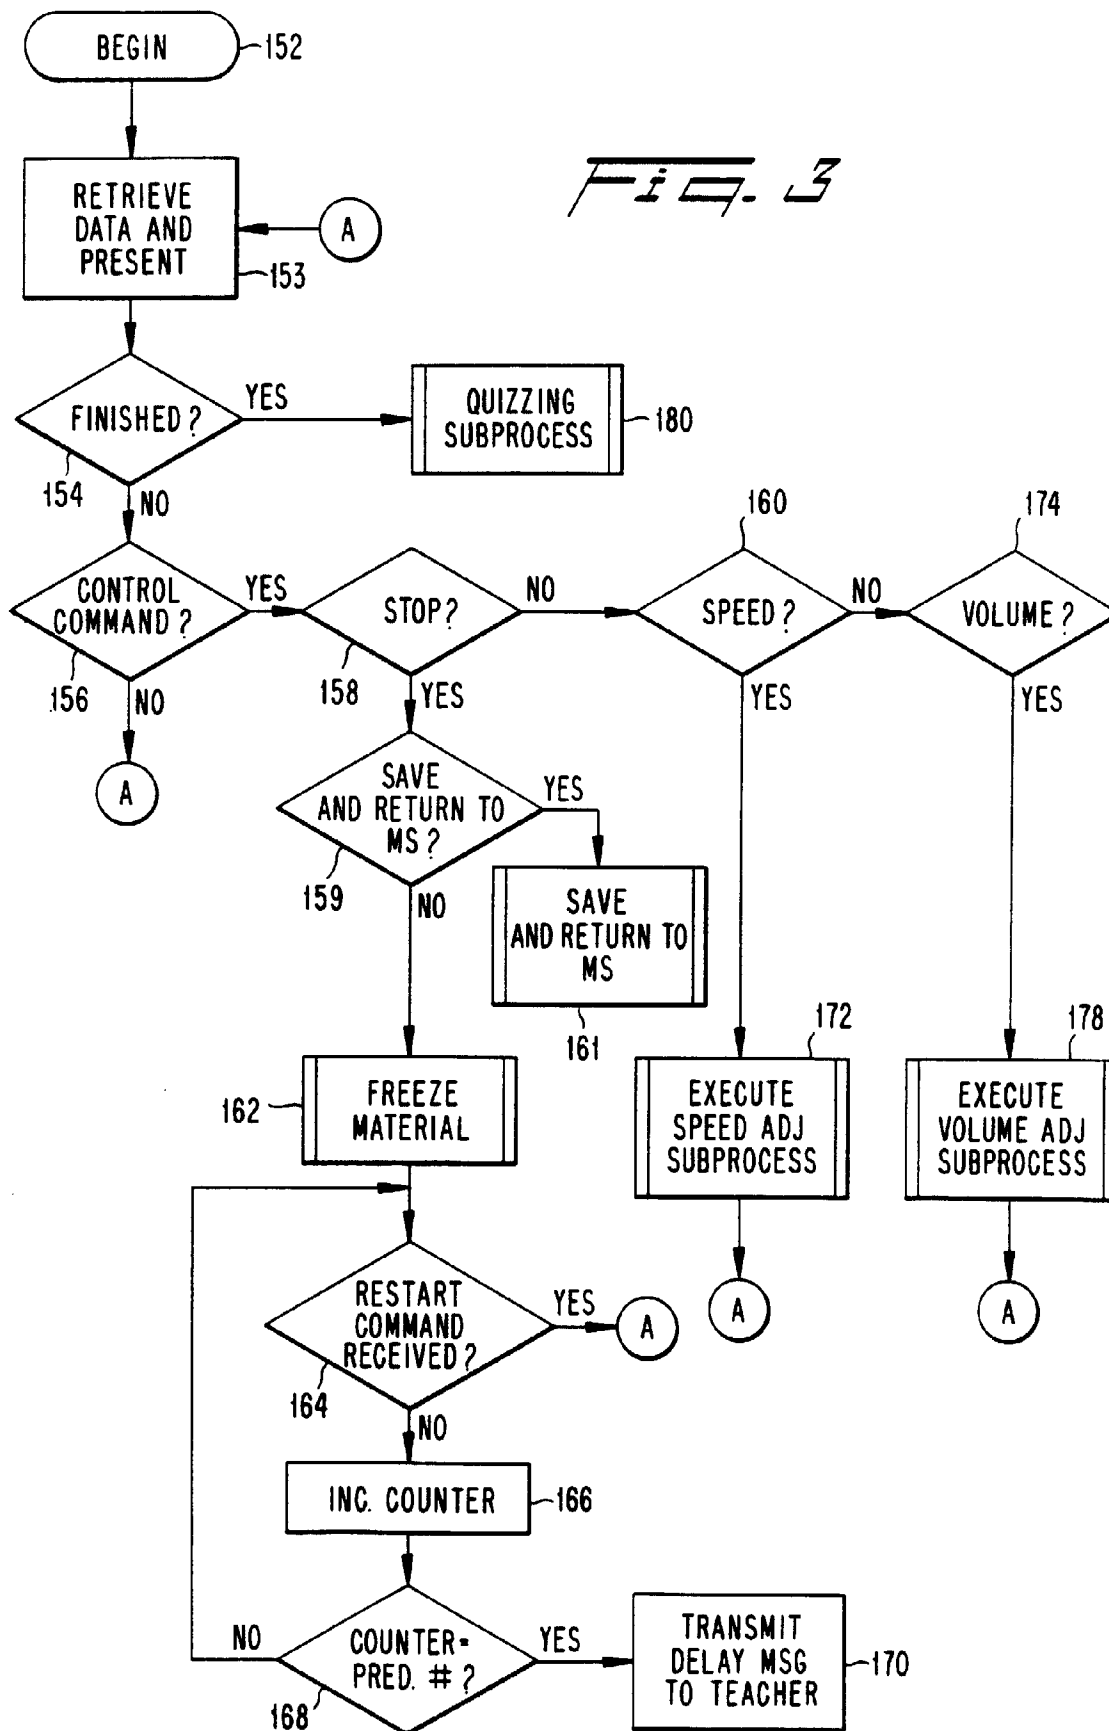 BEGIN
152
Fig. 3
RETRIEVE
DATA AND
PRESENT
153
A
FINISHED?
YES
154
NO
QUIZZING
SUBPROCESS
180
CONTROL
COMMAND?
YES
156
NO
A
STOP?
NO
158
YES
160
SPEED?
NO
YES
174
VOLUME?
YES
SAVE
AND RETURN TO
MS?
YES
159
NO
SAVE
AND RETURN TO
MS
161
162
FREEZE
MATERIAL
172
EXECUTE
SPEED ADJ
SUBPROCESS
A
178
EXECUTE
VOLUME ADJ
SUBPROCESS
A
RESTART
COMMAND
RECEIVED?
YES
A
164
NO
INC. COUNTER
166
NO
COUNTER=
PRED. #?
YES
168
TRANSMIT
DELAY MSG
TO TEACHER
170